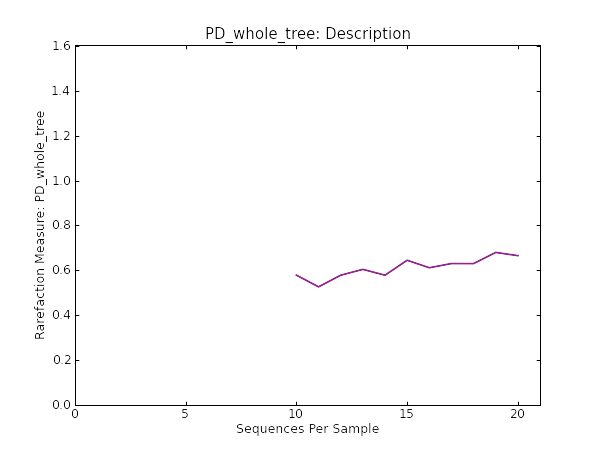 PD_whole_tree: Description
1.6
1.4
1.2
1.0
0.8
0.6
0.4
0.2
0.0
Rarefaction Measure: PD_whole_tree
0 5 10 15 20
Sequences Per Sample